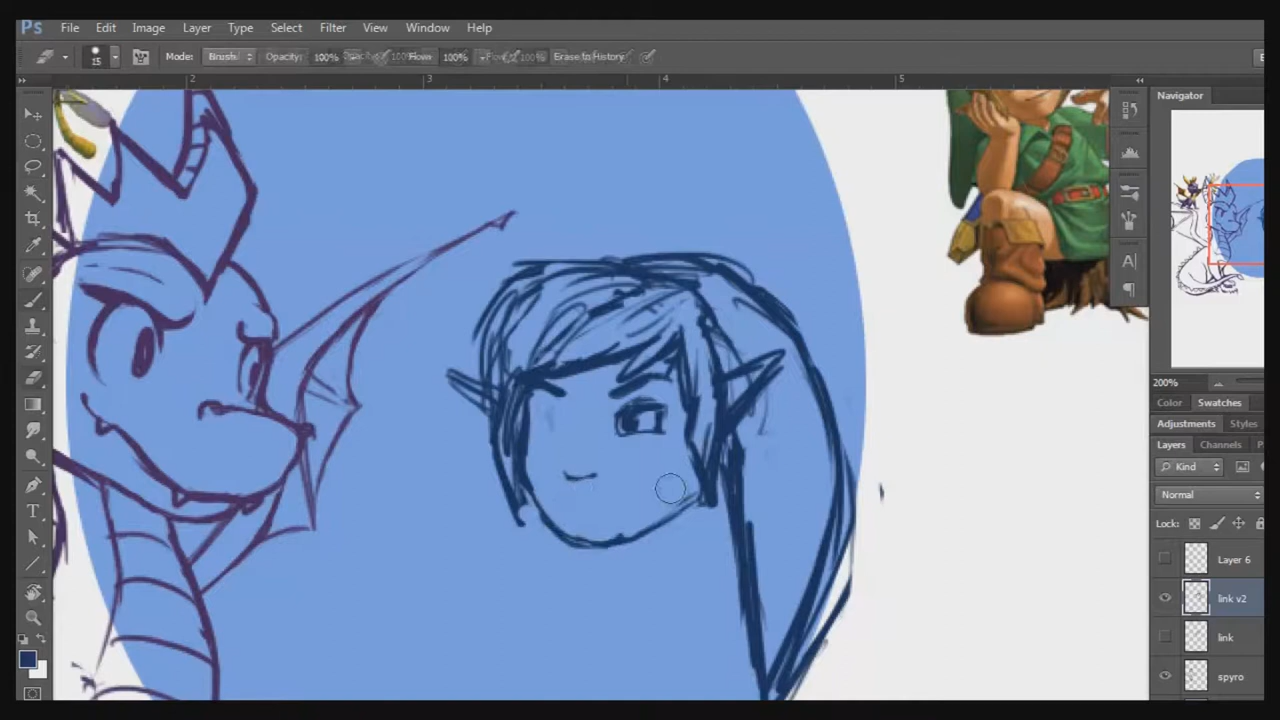 Ps File Edit Image Layer Type Select Filter View Window Help
15 Mode: Brush Opacity: 100% Flow: 100% Erase to History
2 3 4 5
Navigator
200%
Color Swatches
Adjustments Styles
Layers Channels P
Kind
Normal
Lock:
Layer 6
link v2
link
spyro